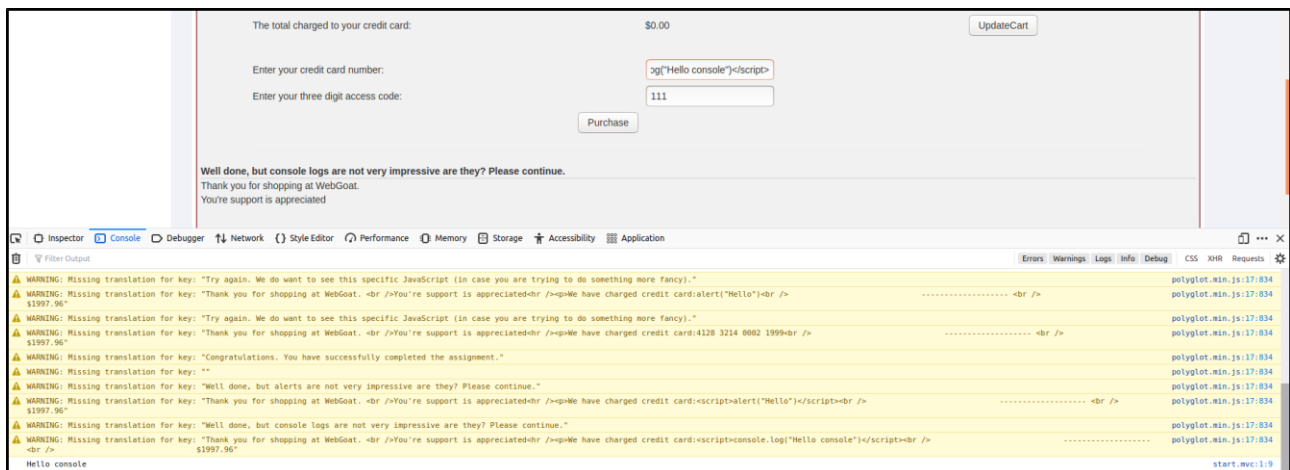 The total charged to your credit card: $0.00 UpdateCart
Enter your credit card number: og("Hello console")</script>
Enter your three digit access code: 111
Purchase
Well done, but console logs are not very impressive are they? Please continue.
Thank you for shopping at WebGoat.
You're support is appreciated
Inspector Console Debugger Network {} Style Editor Performance Memory Storage Accessibility Application
Filter Output Errors Warnings Logs Info Debug CSS XHR Requests
WARNING: Missing translation for key: "Try again. We do want to see this specific JavaScript (in case you are trying to do something more fancy)." polyglot.min.js:17:834
WARNING: Missing translation for key: "Thank you for shopping at WebGoat. <br />You're support is appreciated<hr /><p>We have charged credit card:alert("Hello")<br /> ------------------- <br /> polyglot.min.js:17:834
$1997.96"
WARNING: Missing translation for key: "Try again. We do want to see this specific JavaScript (in case you are trying to do something more fancy)." polyglot.min.js:17:834
WARNING: Missing translation for key: "Thank you for shopping at WebGoat. <br />You're support is appreciated<hr /><p>We have charged credit card:4128 3214 0002 1999<br /> ------------------- <br /> polyglot.min.js:17:834
$1997.96"
WARNING: Missing translation for key: "Congratulations. You have successfully completed the assignment." polyglot.min.js:17:834
WARNING: Missing translation for key: "" polyglot.min.js:17:834
WARNING: Missing translation for key: "Well done, but alerts are not very impressive are they? Please continue." polyglot.min.js:17:834
WARNING: Missing translation for key: "Thank you for shopping at WebGoat. <br />You're support is appreciated<hr /><p>We have charged credit card:<script>alert("Hello")</script><br /> ------------------- <br /> polyglot.min.js:17:834
$1997.96"
WARNING: Missing translation for key: "Well done, but console logs are not very impressive are they? Please continue." polyglot.min.js:17:834
WARNING: Missing translation for key: "Thank you for shopping at WebGoat. <br />You're support is appreciated<hr /><p>We have charged credit card:<script>console.log("Hello console")</script><br /> ------------------- polyglot.min.js:17:834
<br /> $1997.96"
Hello console start.mvc:1:9